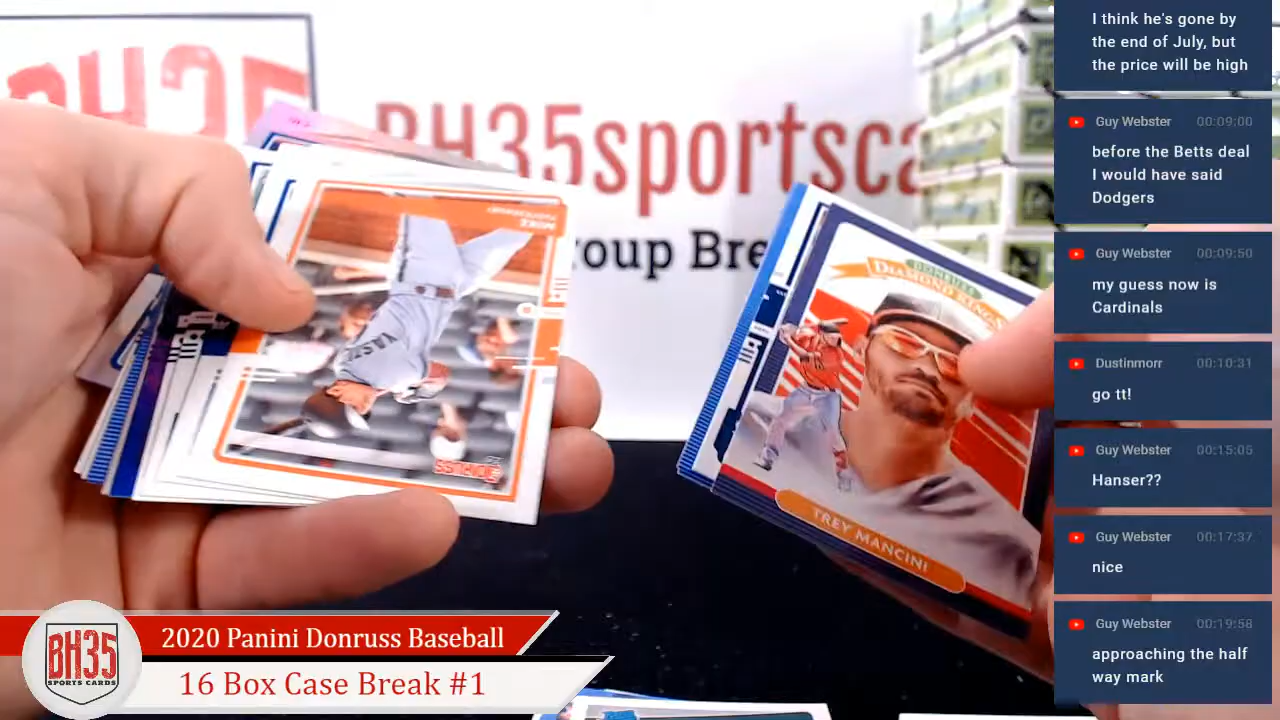 BH35
BH35sportsca
roup Bre
DONRUSS
DIAMOND KINGS
TREY MANCINI
MIKE
DONRUSS
BH35
SPORTS CARDS
2020 Panini Donruss Baseball
16 Box Case Break #1
I think he's gone by
the end of July, but
the price will be high
Guy Webster 00:09:00
before the Betts deal
I would have said
Dodgers
Guy Webster 00:09:50
my guess now is
Cardinals
Dustinmorr 00:10:31
go tt!
Guy Webster 00:15:05
Hanser??
Guy Webster 00:17:37
nice
Guy Webster 00:19:58
approaching the half
way mark